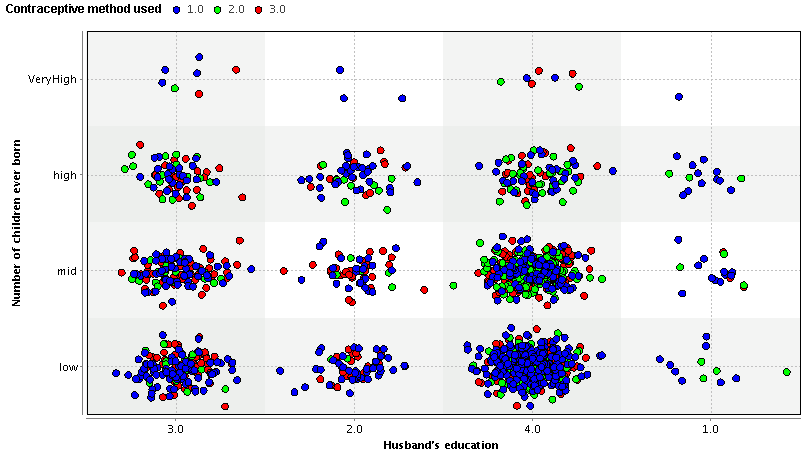 Contraceptive method used 1.0 2.0 3.0
Number of children ever born
VeryHigh
high
mid
low
3.0 2.0 4.0 1.0
Husband's education